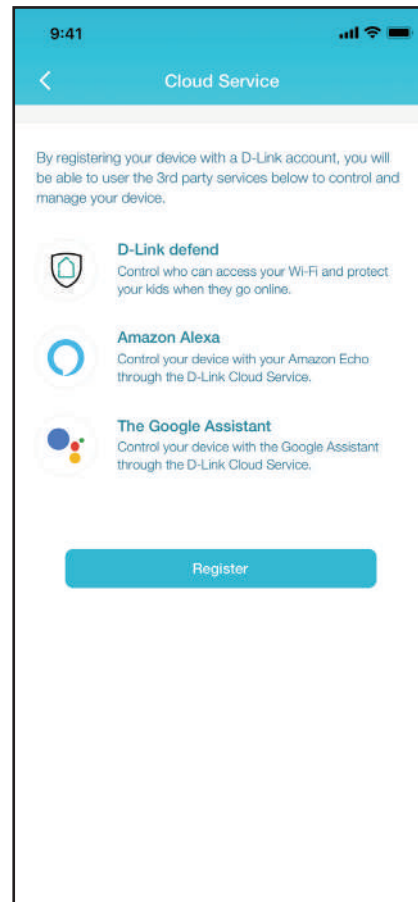 9:41
Cloud Service
By registering your device with a D-Link account, you will
be able to user the 3rd party services below to control and
manage your device.
D-Link defend
Control who can access your Wi-Fi and protect
your kids when they go online.
Amazon Alexa
Control your device with your Amazon Echo
through the D-Link Cloud Service.
The Google Assistant
Control your device with the Google Assistant
through the D-Link Cloud Service.
Register